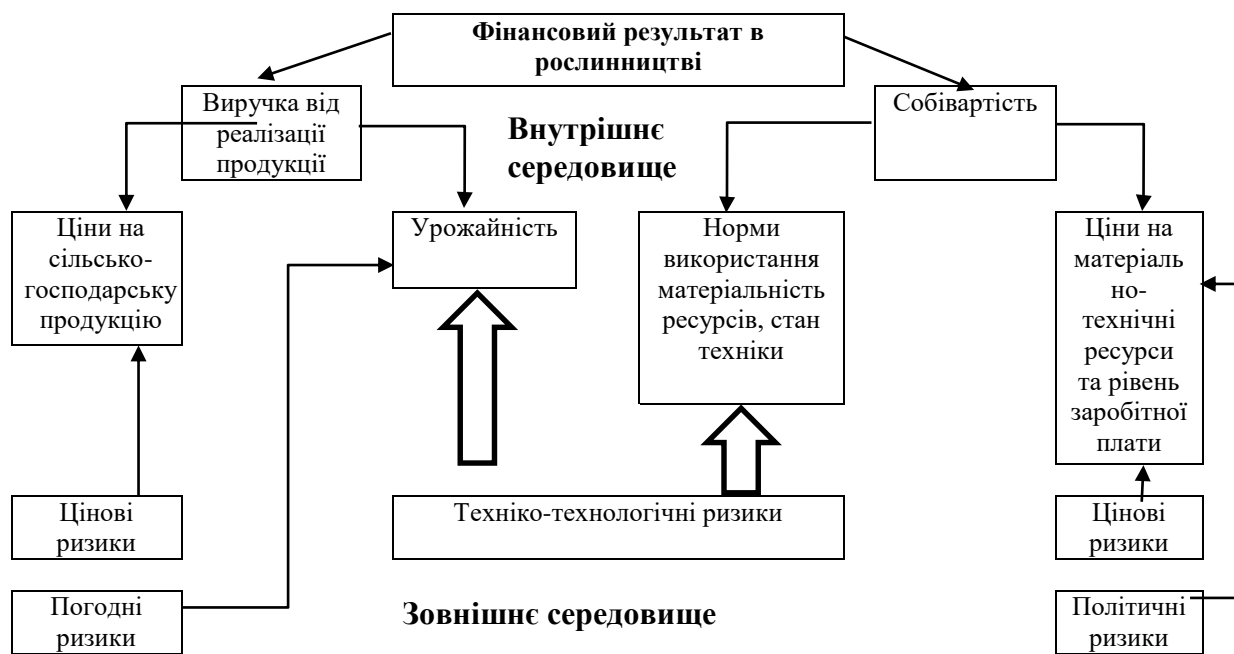 Фінансовий результат в
рослинництві
Виручка від
реалізації
продукції
Собівартість
Внутрішнє
середовище
Ціни на
сільсько-
господарську
продукцію
Урожайність
Норми
використання
матеріальність
ресурсів, стан
техніки
Ціни на
матеріаль
но-
технічні
ресурси
та рівень
заробітної
плати
Цінові
ризики
Техніко-технологічні ризики
Цінові
ризики
Погодні
ризики
Зовнішнє середовище
Політичні
ризики